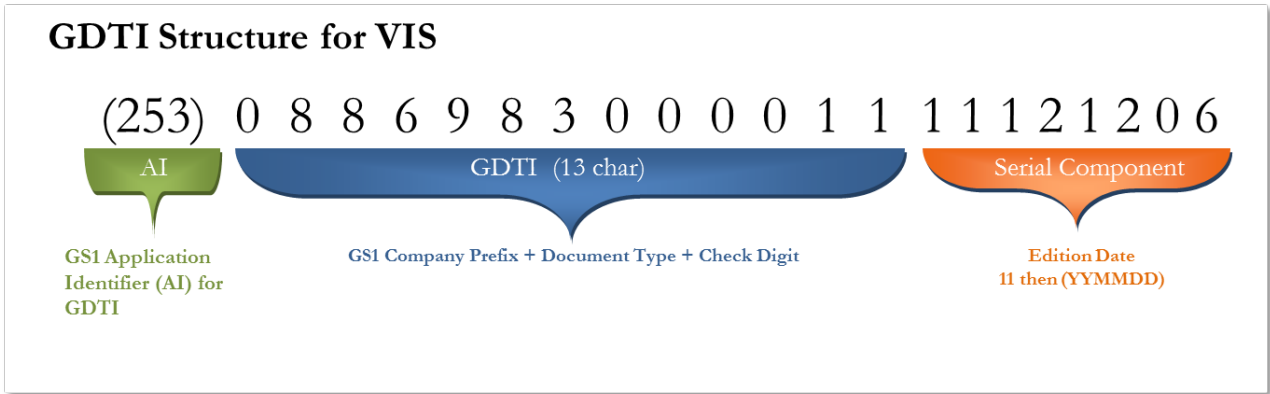 GDTI Structure for VIS
(253) 0 8 8 6 9 8 3 0 0 0 0 1 1 1 1 1 2 1 2 0 6
AI GDTI (13 char) Serial Component
GS1 Application
Identifier (AI) for
GDTI
GS1 Company Prefix + Document Type + Check Digit
Edition Date
11 then (YYMMDD)